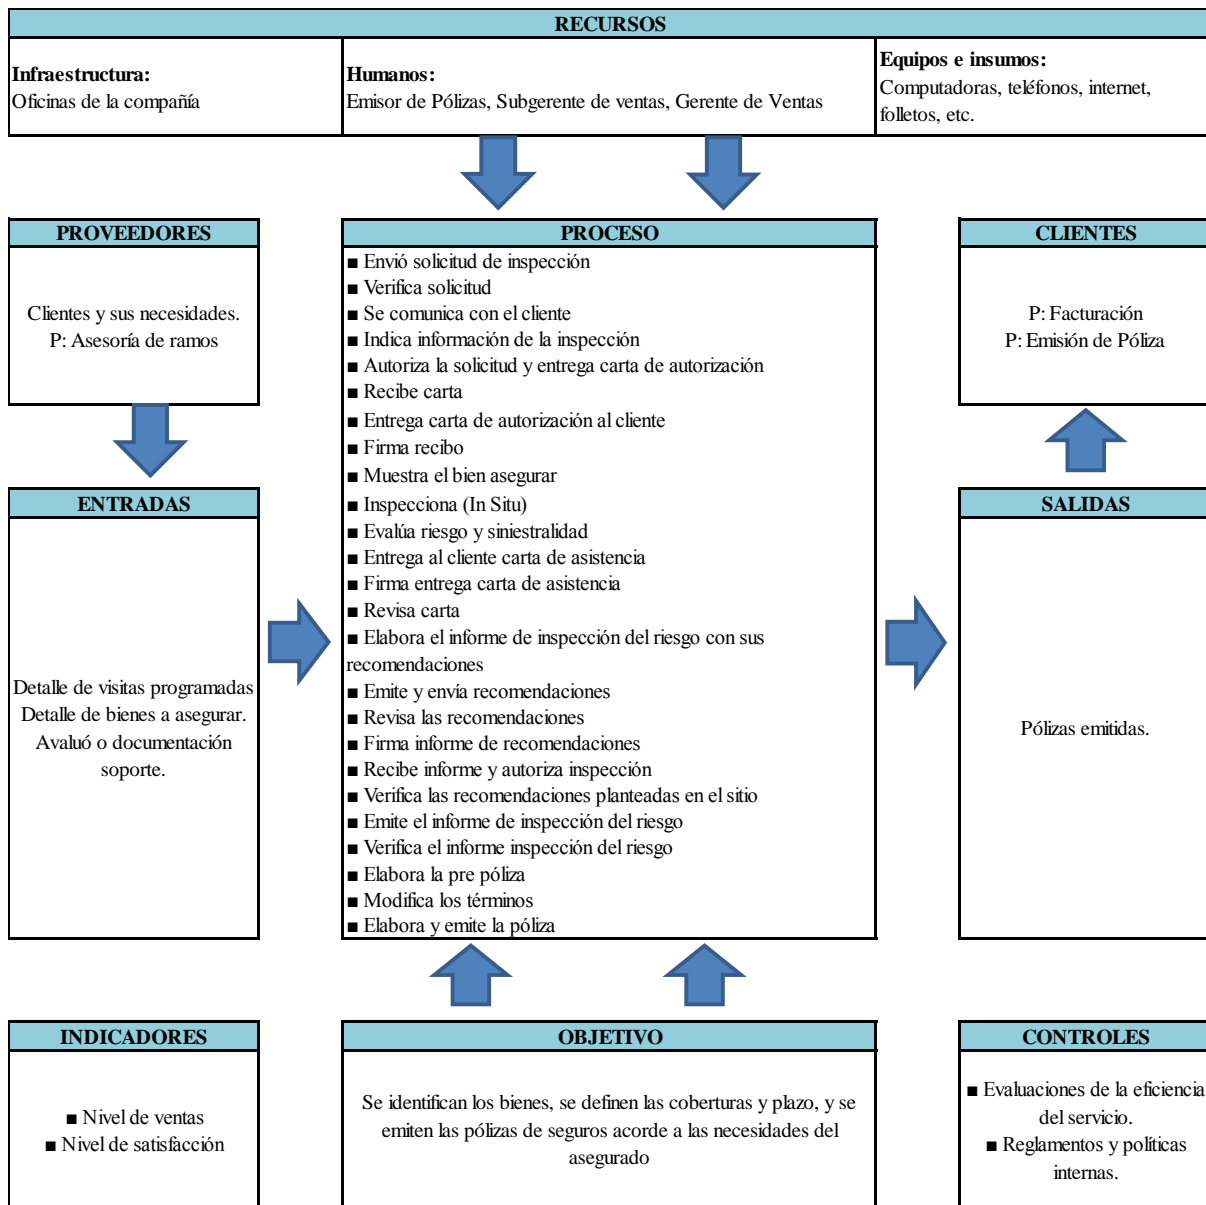 RECURSOS
Infraestructura:
Oficinas de la compañía
Humanos:
Emisor de Pólizas, Subgerente de ventas, Gerente de Ventas
Equipos e insumos:
Computadoras, teléfonos, internet,
folletos, etc.
PROVEEDORES
Clientes y sus necesidades.
P: Asesoría de ramos
PROCESO
■ Envió solicitud de inspección
■ Verifica solicitud
■ Se comunica con el cliente
■ Indica información de la inspección
■ Autoriza la solicitud y entrega carta de autorización
■ Recibe carta
■ Entrega carta de autorización al cliente
■ Firma recibo
■ Muestra el bien asegurar
■ Inspecciona (In Situ)
■ Evalúa riesgo y siniestralidad
■ Entrega al cliente carta de asistencia
■ Firma entrega carta de asistencia
■ Revisa carta
■ Elabora el informe de inspección del riesgo con sus
recomendaciones
■ Emite y envía recomendaciones
■ Revisa las recomendaciones
■ Firma informe de recomendaciones
■ Recibe informe y autoriza inspección
■ Verifica las recomendaciones planteadas en el sitio
■ Emite el informe de inspección del riesgo
■ Verifica el informe inspección del riesgo
■ Elabora la pre póliza
■ Modifica los términos
■ Elabora y emite la póliza
CLIENTES
P: Facturación
P: Emisión de Póliza
ENTRADAS
Detalle de visitas programadas
Detalle de bienes a asegurar.
Avaluó o documentación
soporte.
SALIDAS
Pólizas emitidas.
INDICADORES
■ Nivel de ventas
■ Nivel de satisfacción
OBJETIVO
Se identifican los bienes, se definen las coberturas y plazo, y se
emiten las pólizas de seguros acorde a las necesidades del
asegurado
CONTROLES
■ Evaluaciones de la eficiencia
del servicio.
■ Reglamentos y políticas
internas.